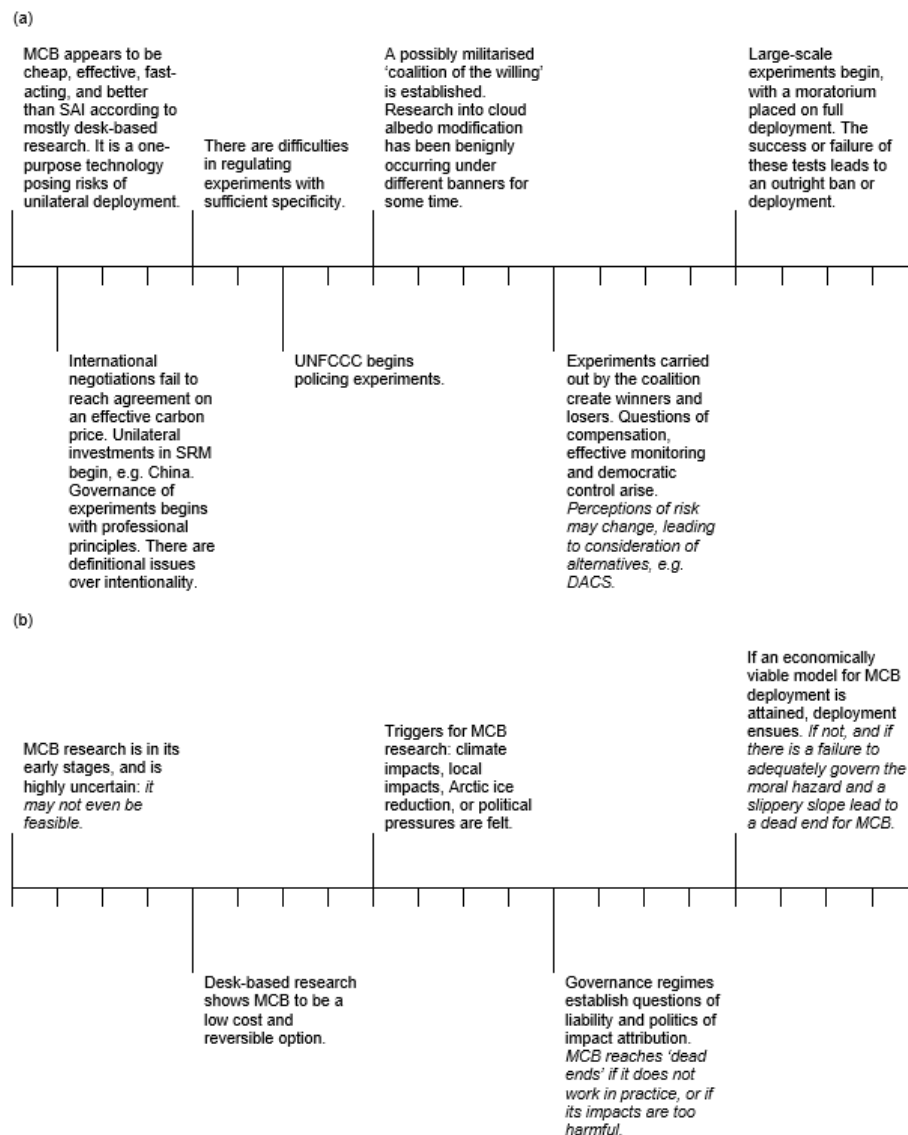 (a)
MCB appears to be
cheap, effective, fast-
acting, and better
than SAI according to
mostly desk-based
research. It is a one-
purpose technology
posing risks of
unilateral deployment.
There are difficulties
in regulating
experiments with
sufficient specificity.
A possibly militarised
‘coalition of the willing’
is established.
Research into cloud
albedo modification
has been benignly
occurring under
different banners for
some time.
Large-scale
experiments begin,
with a moratorium
placed on full
deployment. The
success or failure of
these tests leads to
an outright ban or
deployment.
International
negotiations fail to
reach agreement on
an effective carbon
price. Unilateral
investments in SRM
begin, e.g. China.
Governance of
experiments begins
with professional
principles. There are
definitional issues
over intentionality.
UNFCCC begins
policing experiments.
Experiments carried
out by the coalition
create winners and
losers. Questions of
compensation,
effective monitoring
and democratic
control arise.
Perceptions of risk
may change, leading
to consideration of
alternatives, e.g.
DACS.
(b)
MCB research is in its
early stages, and is
highly uncertain: it
may not even be
feasible.
Triggers for MCB
research: climate
impacts, local
impacts, Arctic ice
reduction, or political
pressures are felt.
If an economically
viable model for MCB
deployment is
attained, deployment
ensues. If not, and if
there is a failure to
adequately govern the
moral hazard and a
slippery slope lead to
a dead end for MCB.
Desk-based research
shows MCB to be a
low cost and
reversible option.
Governance regimes
establish questions of
liability and politics of
impact attribution.
MCB reaches ‘dead
ends’ if it does not
work in practice, or if
its impacts are too
harmful.